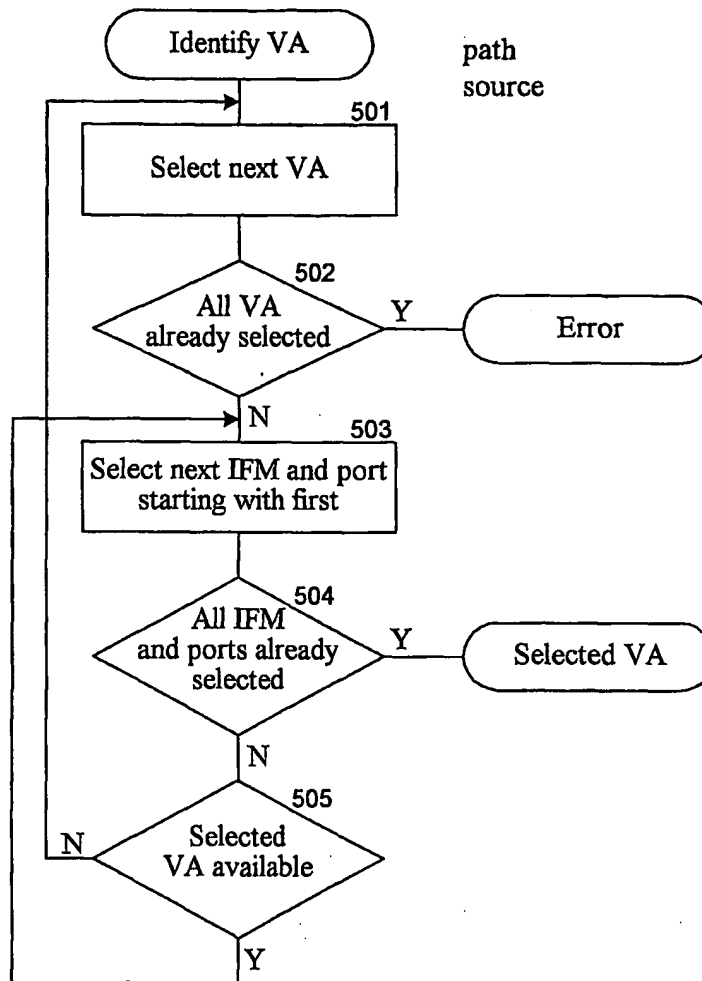 Identify VA
path
source
501
Select next VA
502
All VA
already selected
Y
Error
N
503
Select next IFM and port
starting with first
504
All IFM
and ports already
selected
Y
Selected VA
N
505
Selected
VA available
N
Y